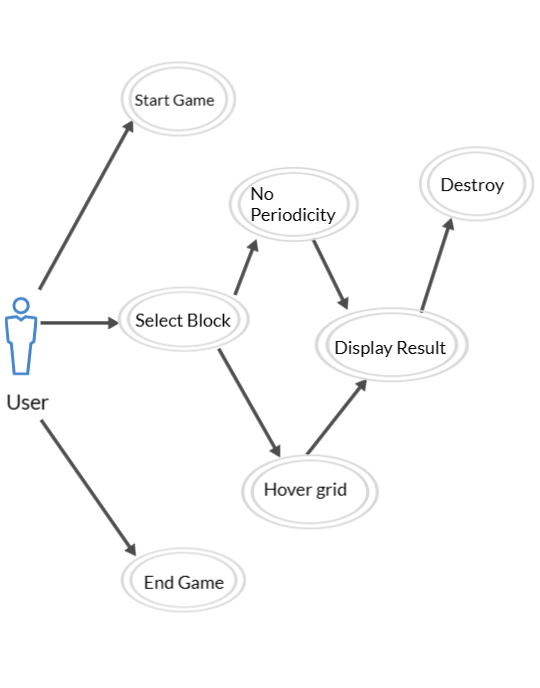 Start Game
No
Periodicity
Destroy
Select Block
Display Result
User
Hover grid
End Game